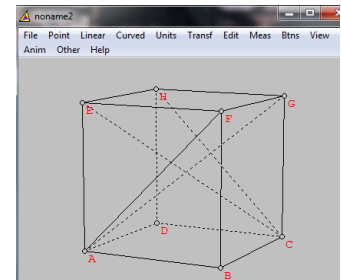 noname2
File Point Linear Curved Units Transf Edit Meas Btns View
Anim Other Help
H
E
G
F
D
C
A
B